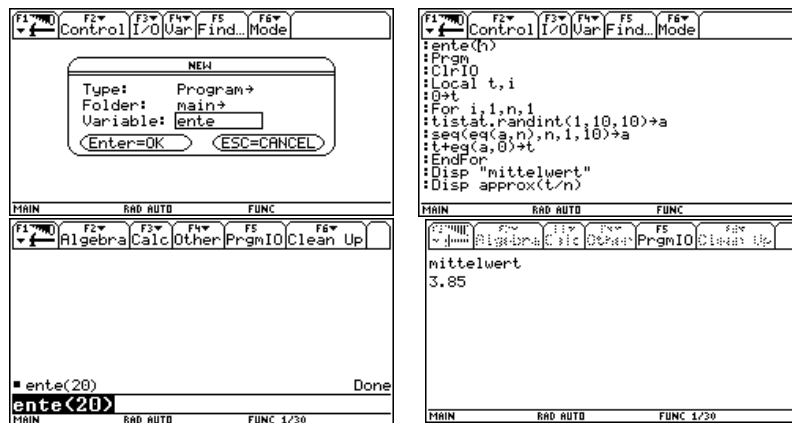 F1 F2 F3 F4 F5 F6
Control I/O Var Find... Mode
NEW
Type: Program→
Folder: main→
Variable: ente
Enter=OK ESC=CANCEL
MAIN RAD AUTO FUNC
F1 F2 F3 F4 F5 F6
Control I/O Var Find... Mode
:ente(n)
:Prgm
:ClrIO
:Local t,i
:0→t
:For i,1,n,1
:tistat.randint(1,10,10)→a
:seq(eq(a,n),n,1,10)→a
:t+eq(a,0)→t
:EndFor
:Disp "mittelwert"
:Disp approx(t/n)
MAIN RAD AUTO FUNC
F1 F2 F3 F4 F5 F6
Algebra Calc Other PrgmIO Clean Up
▪ ente(20) Done
ente(20)
MAIN RAD AUTO FUNC 1/30
F5
Algebra Calc Other PrgmIO Clean Up
mittelwert
3.85
MAIN RAD AUTO FUNC 1/30